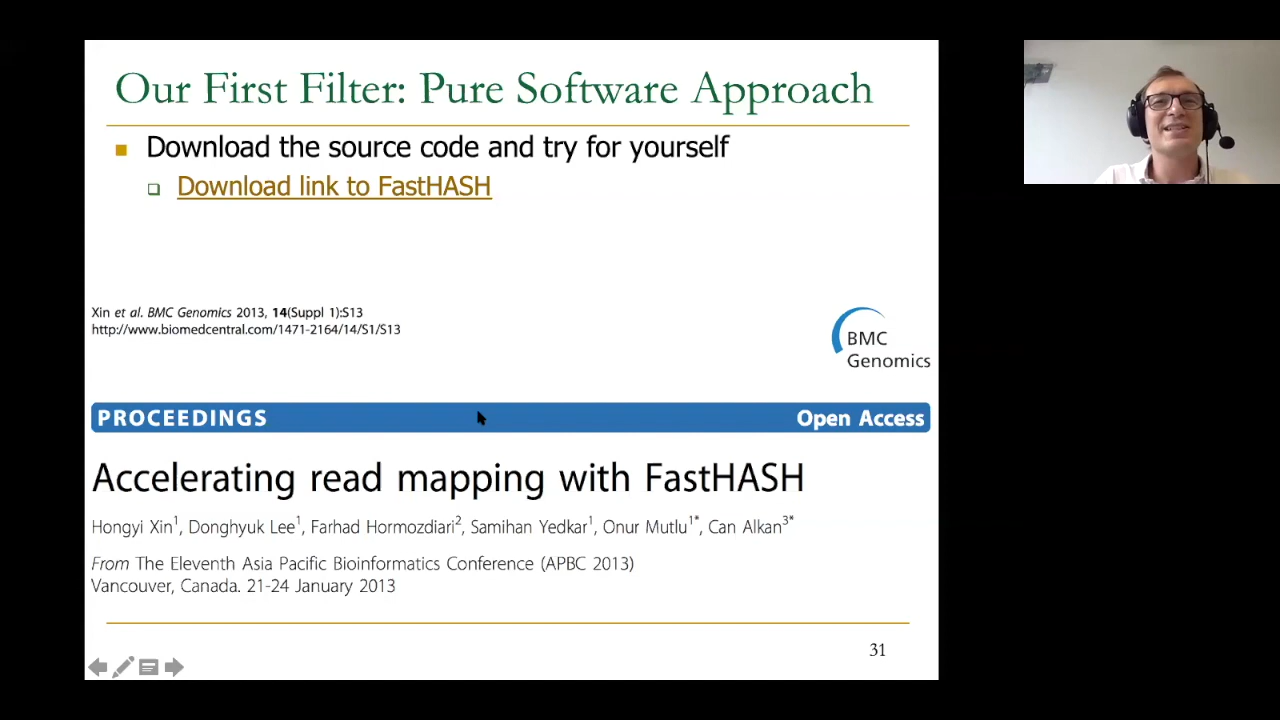 Our First Filter: Pure Software Approach
Download the source code and try for yourself
Download link to FastHASH
Xin et al. BMC Genomics 2013, 14(Suppl 1):S13
http://www.biomedcentral.com/1471-2164/14/S1/S13
BMC
Genomics
PROCEEDINGS Open Access
Accelerating read mapping with FastHASH
Hongyi Xin1, Donghyuk Lee1, Farhad Hormozdiari2, Samihan Yedkar1, Onur Mutlu1*, Can Alkan3*
From The Eleventh Asia Pacific Bioinformatics Conference (APBC 2013)
Vancouver, Canada. 21-24 January 2013
31